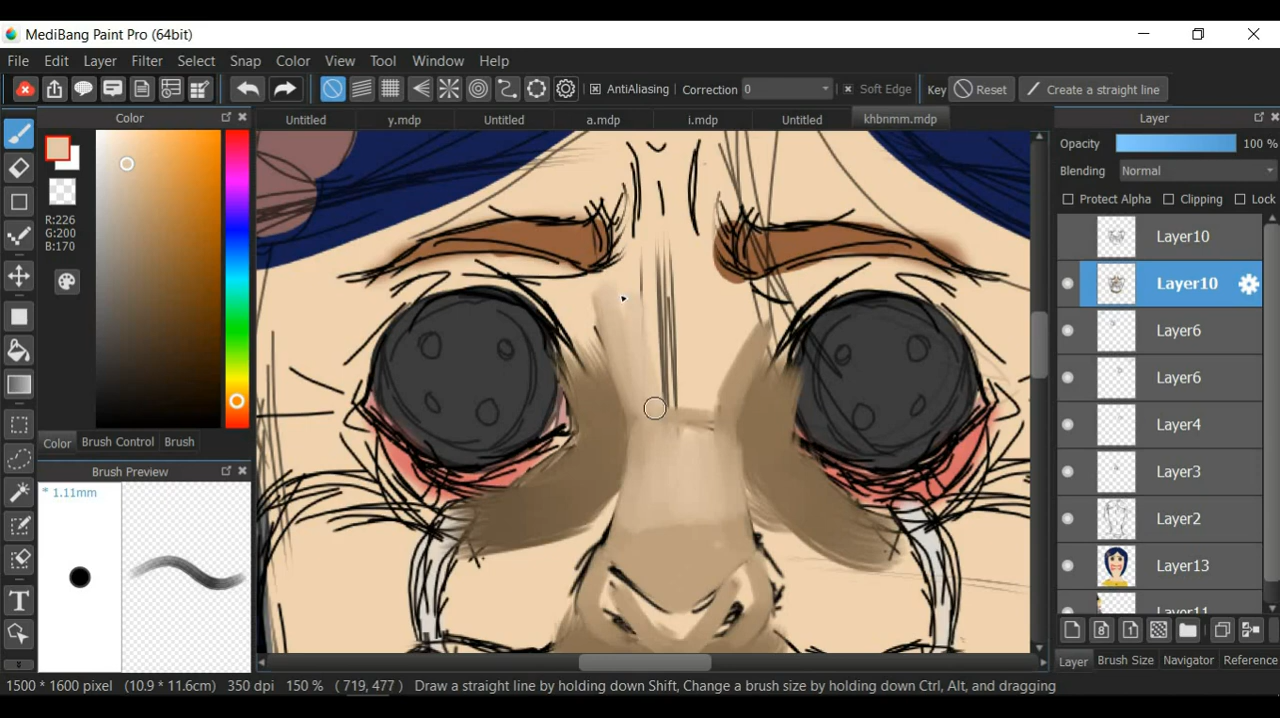 MediBang Paint Pro (64bit)
File Edit Layer Filter Select Snap Color View Tool Window Help
AntiAliasing Correction 0 Soft Edge Key Reset Create a straight line
Color
Untitled y.mdp Untitled a.mdp i.mdp Untitled khbnmm.mdp
Layer
Opacity 100 %
Blending Normal
Protect Alpha Clipping Lock
R:226
G:200
B:170
Layer10
Layer10
Layer6
Layer6
Layer4
Layer3
Layer2
Layer13
Layer11
Color Brush Control Brush
Brush Preview
* 1.11mm
T
8 1
Layer Brush Size Navigator Reference
1500 * 1600 pixel (10.9 * 11.6cm) 350 dpi 150 % ( 719, 477 ) Draw a straight line by holding down Shift, Change a brush size by holding down Ctrl, Alt, and dragging